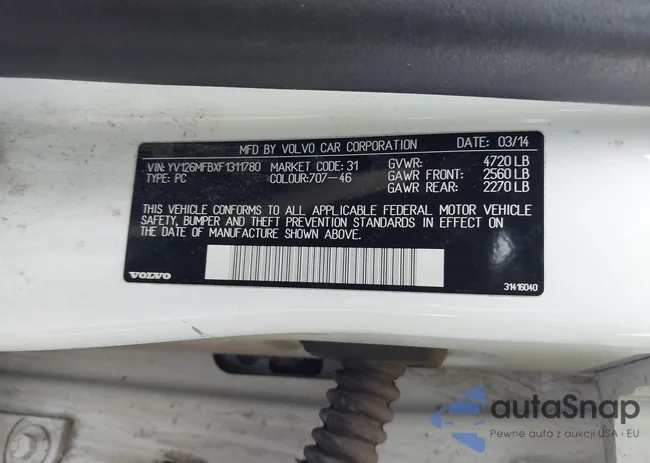 MFD BY VOLVO CAR CORPORATION DATE: 03/14
VIN: YV126MFBXF1311780 MARKET CODE: 31 GVWR: 4720 LB
TYPE: PC COLOUR:707-46 GAWR FRONT: 2560 LB
GAWR REAR: 2270 LB
THIS VEHICLE CONFORMS TO ALL APPLICABLE FEDERAL MOTOR VEHICLE
SAFETY, BUMPER AND THEFT PREVENTION STANDARDS IN EFFECT ON
THE DATE OF MANUFACTURE SHOWN ABOVE.
VOLVO
31416040
autaSnap
Pewne auta z aukcji USA i EU